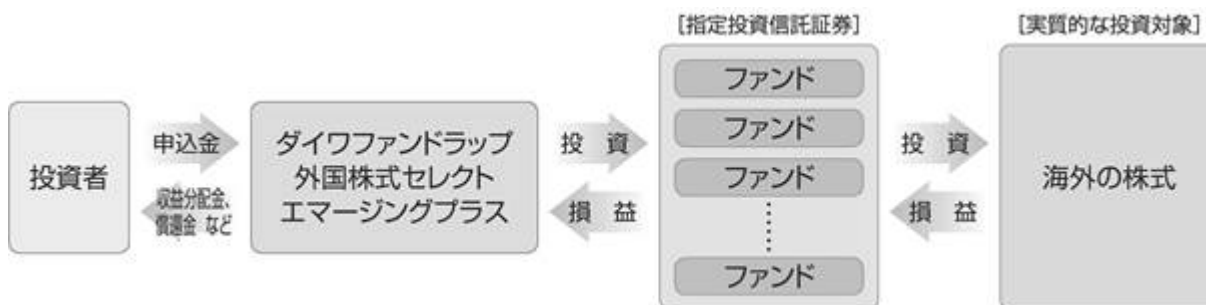 [指定投資信託証券]
[実質的な投資対象]
投資者
申込金
収益分配金、
償還金 など
ダイワファンドラップ
外国株式セレクト
エマージングプラス
投 資
損 益
ファンド
ファンド
ファンド
ファンド
投 資
損 益
海外の株式